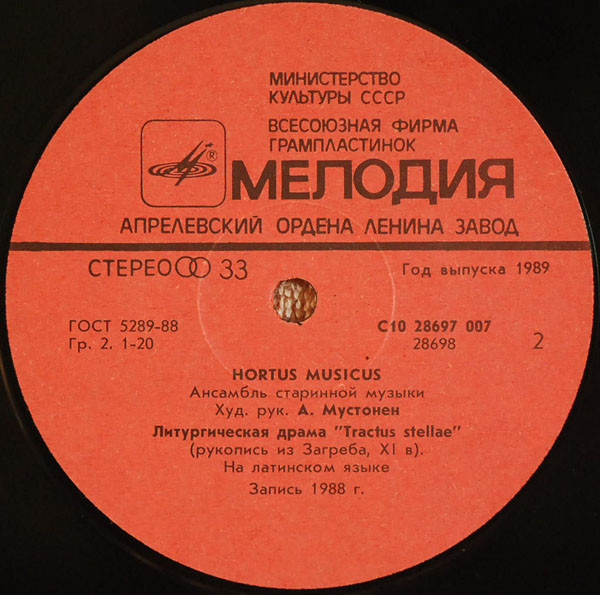 МИНИСТЕРСТВО
КУЛЬТУРЫ СССР
ВСЕСОЮЗНАЯ ФИРМА
ГРАМПЛАСТИНОК
®
МЕЛОДИЯ
АПРЕЛЕВСКИЙ ОРДЕНА ЛЕНИНА ЗАВОД
СТЕРЕО 33
Год выпуска 1989
ГОСТ 5289-88
Гр. 2. 1-20
С10 28697 007
28698
2
HORTUS MUSICUS
Ансамбль старинной музыки
Худ. рук. А. Мустонен
Литургическая драма "Tractus stellae"
(рукопись из Загреба, XI в).
На латинском языке
Запись 1988 г.